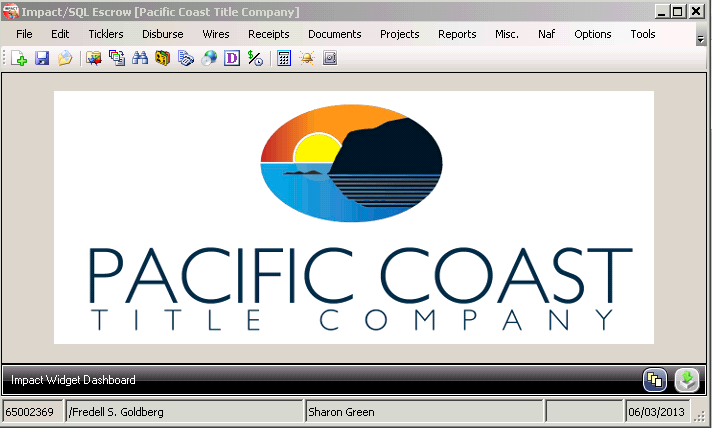 Impact/SQL Escrow [Pacific Coast Title Company]
File Edit Ticklers Disburse Wires Receipts Documents Projects Reports Misc. Naf Options Tools
D
PACIFIC COAST
TITLE COMPANY
Impact Widget Dashboard
65002369 /Fredell S. Goldberg Sharon Green 06/03/2013